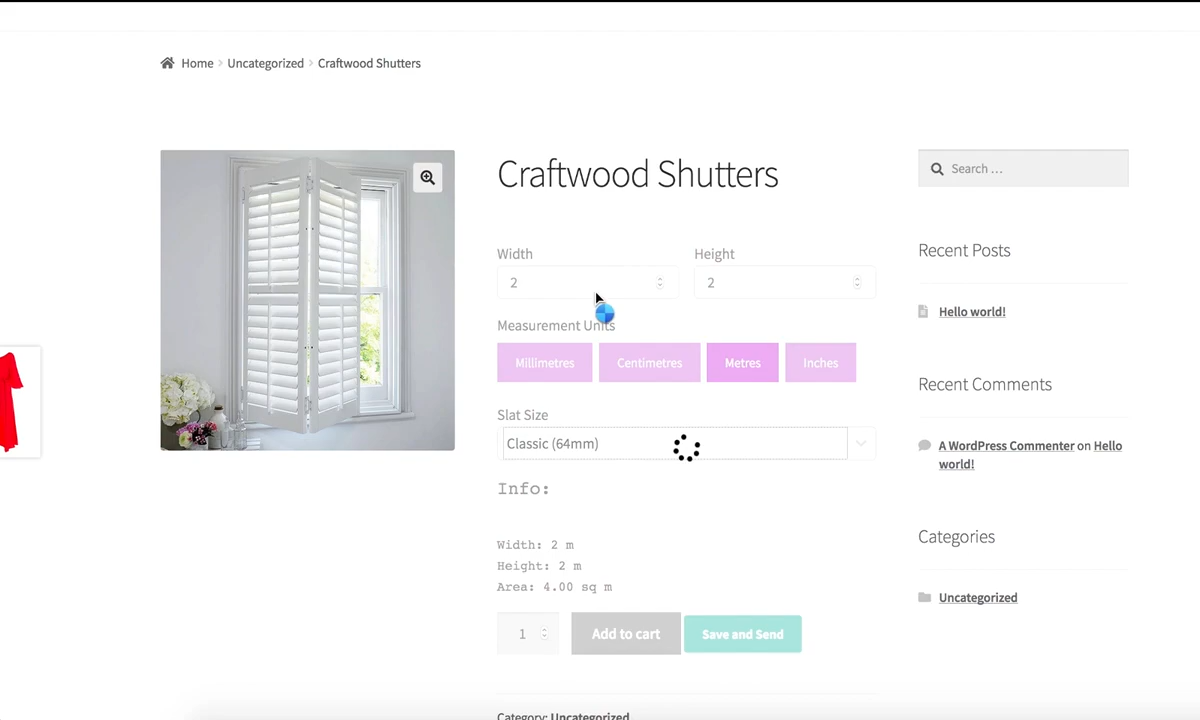 Home > Uncategorized > Craftwood Shutters
Craftwood Shutters
Width
Height
2
2
Measurement Units
Millimetres
Centimetres
Metres
Inches
Slat Size
Classic (64mm)
Info:
Width: 2 m
Height: 2 m
Area: 4.00 sq m
1
Add to cart
Save and Send
Category: Uncategorized
Search …
Recent Posts
Hello world!
Recent Comments
A WordPress Commenter on Hello
world!
Categories
Uncategorized